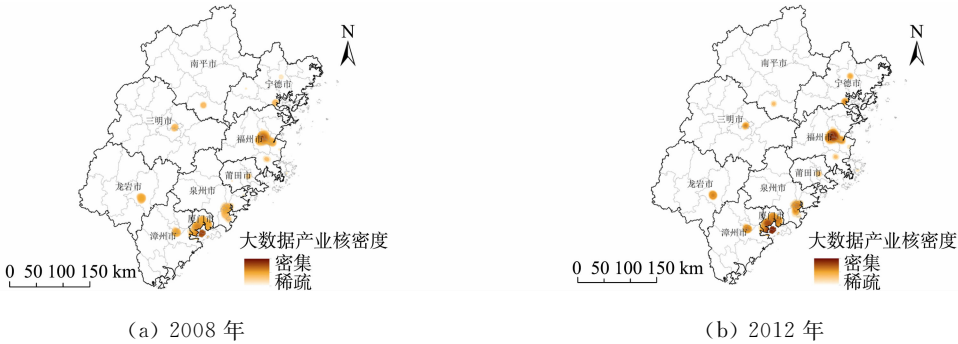 N
南平市
宁德市
三明市
福州市
莆田市
龙岩市
泉州市
厦门市
漳州市
大数据产业核密度
密集
稀疏
0 50 100 150 km
(a) 2008 年
N
南平市
宁德市
三明市
福州市
莆田市
龙岩市
泉州市
漳州市
大数据产业核密度
密集
稀疏
0 50 100 150 km
(b) 2012 年